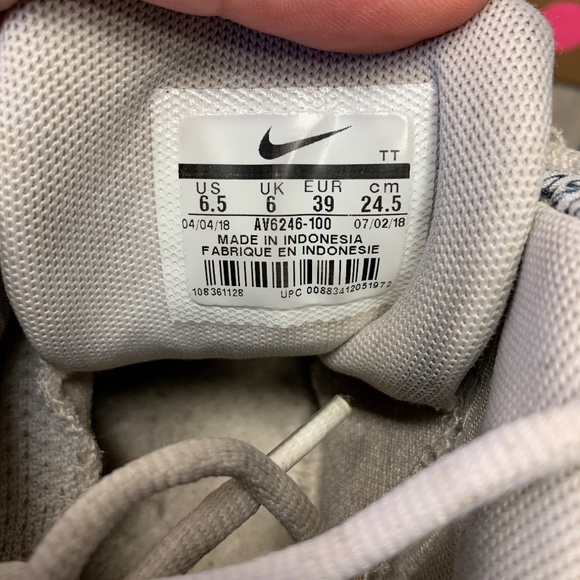 TT
US UK EUR cm
6.5 6 39 24.5
04/04/18 AV6246-100 07/02/18
MADE IN INDONESIA
FABRIQUE EN INDONESIE
108361128 UPC 00883412051972